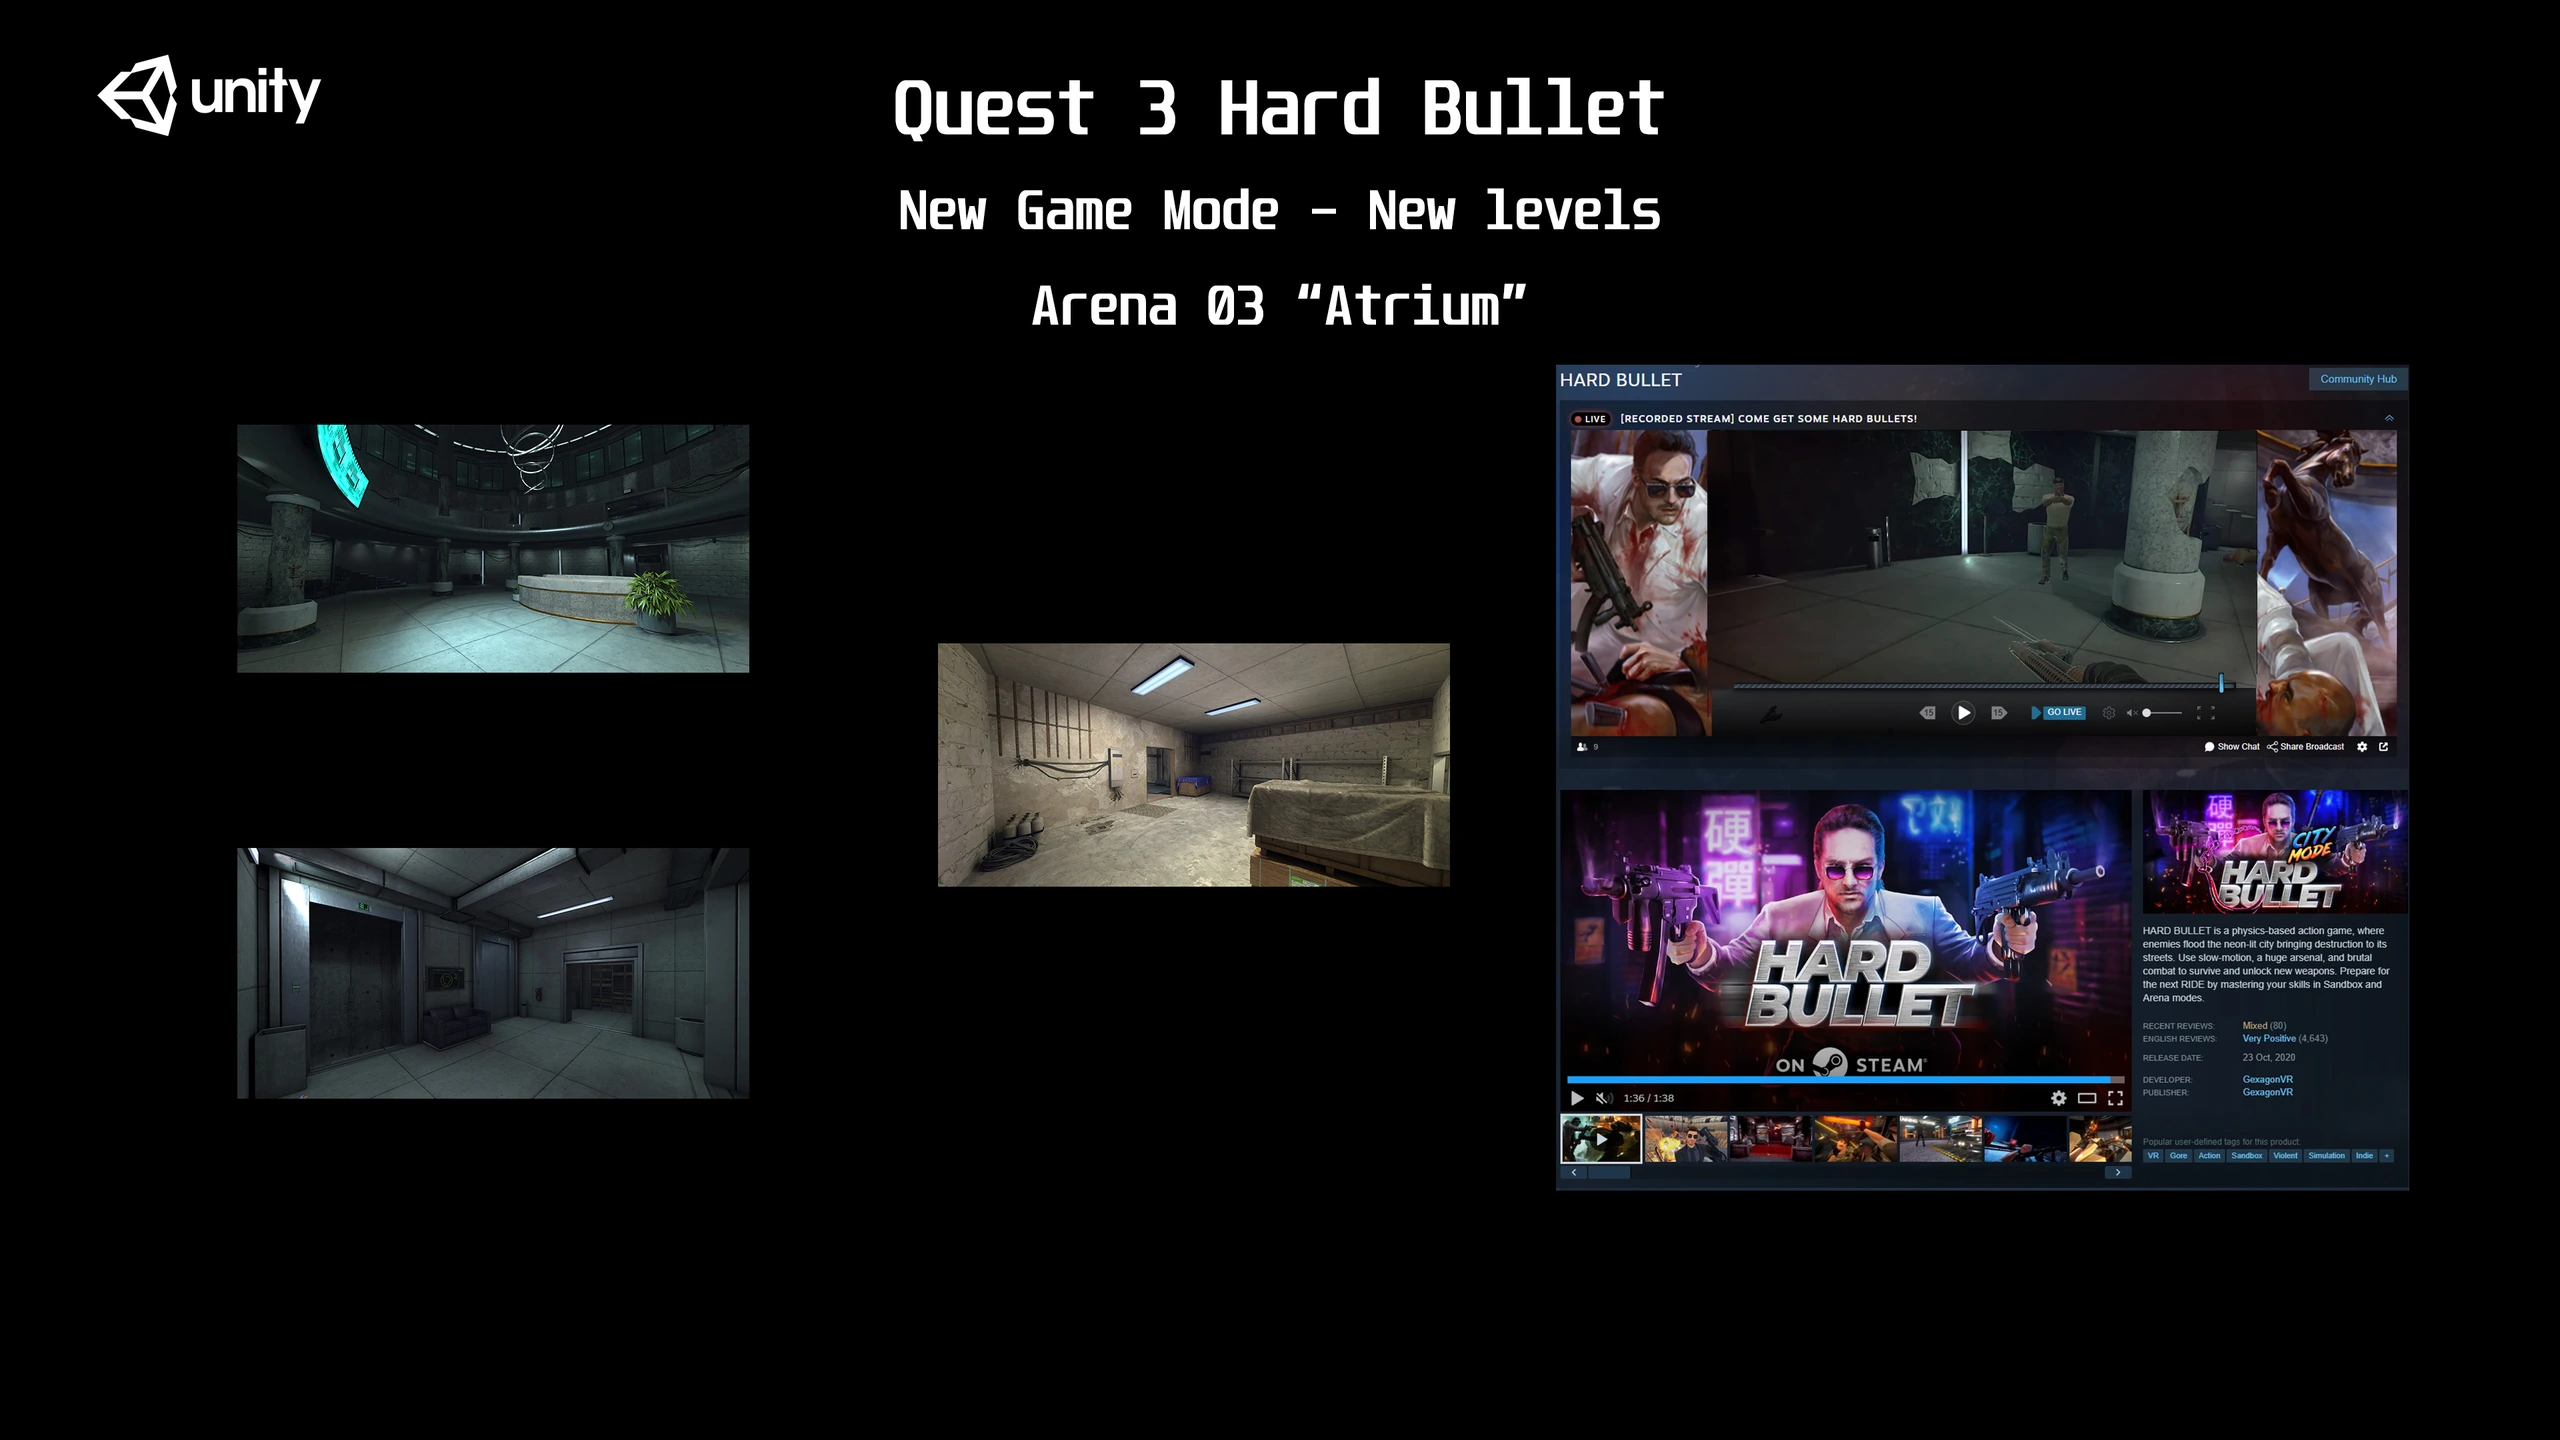 unity
Quest 3 Hard Bullet
New Game Mode - New levels
Arena 03 “Atrium”
HARD BULLET
Community Hub
LIVE
[RECORDED STREAM] COME GET SOME HARD BULLETS!
15
15
GO LIVE
9
Show Chat
Share Broadcast
硬
彈
HARD
BULLET
ON STEAM
1:36 / 1:38
硬
CITY
MODE
HARD
BULLET
HARD BULLET is a physics-based action game, where
enemies flood the neon-lit city bringing destruction to its
streets. Use slow-motion, a huge arsenal, and brutal
combat to survive and unlock new weapons. Prepare for
the next RIDE by mastering your skills in Sandbox and
Arena modes.
RECENT REVIEWS: Mixed (80)
ENGLISH REVIEWS: Very Positive (4,643)
RELEASE DATE: 23 Oct, 2020
DEVELOPER: GexagonVR
PUBLISHER: GexagonVR
Popular user-defined tags for this product:
VR Gore Action Sandbox Violent Simulation Indie +